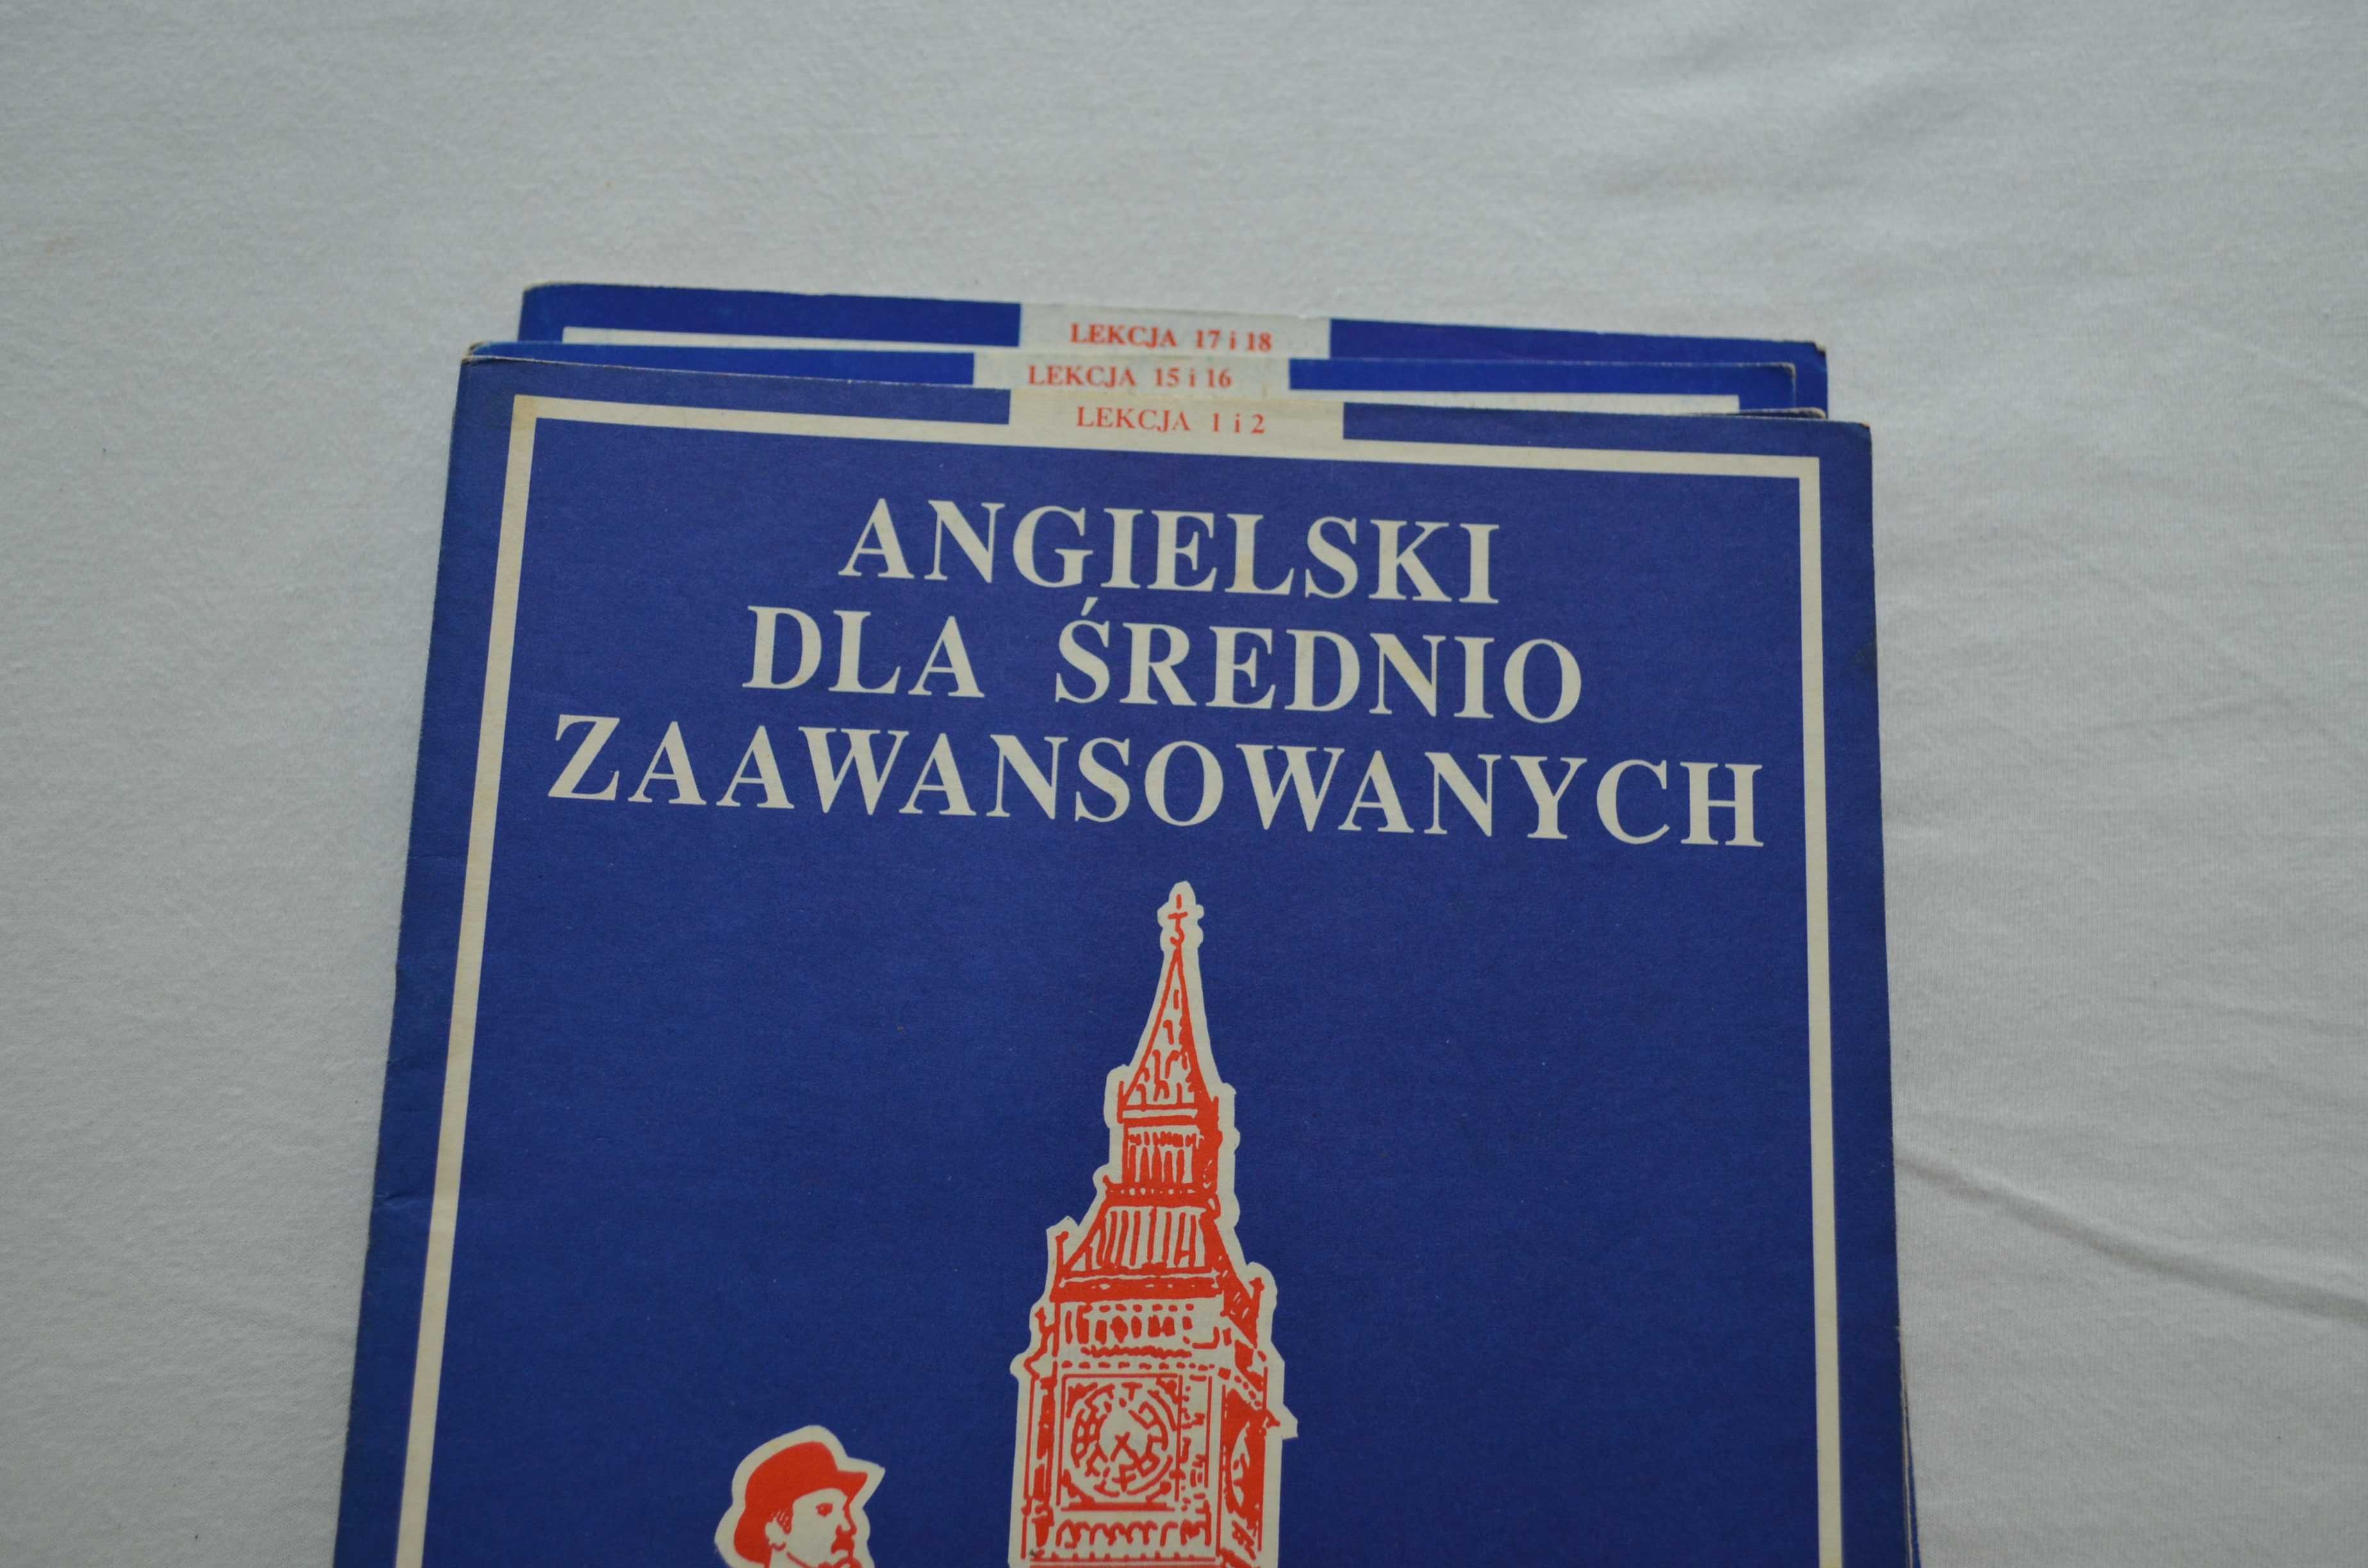 LEKCJA 17 i 18
LEKCJA 15 i 16
LEKCJA 1 i 2
ANGIELSKI
DLA ŚREDNIO
ZAAWANSOWANYCH